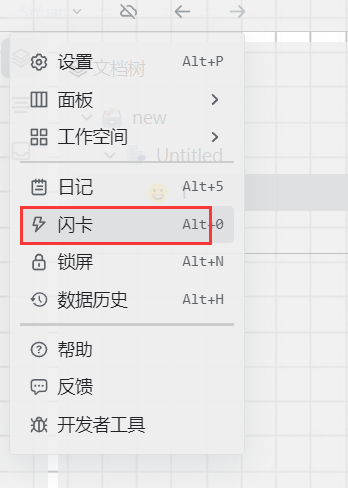 设置 Alt+P
文档树
面板
new
工作空间
Untitled
日记 Alt+5
闪卡 Alt+0
锁屏 Alt+N
数据历史 Alt+H
帮助
反馈
开发者工具